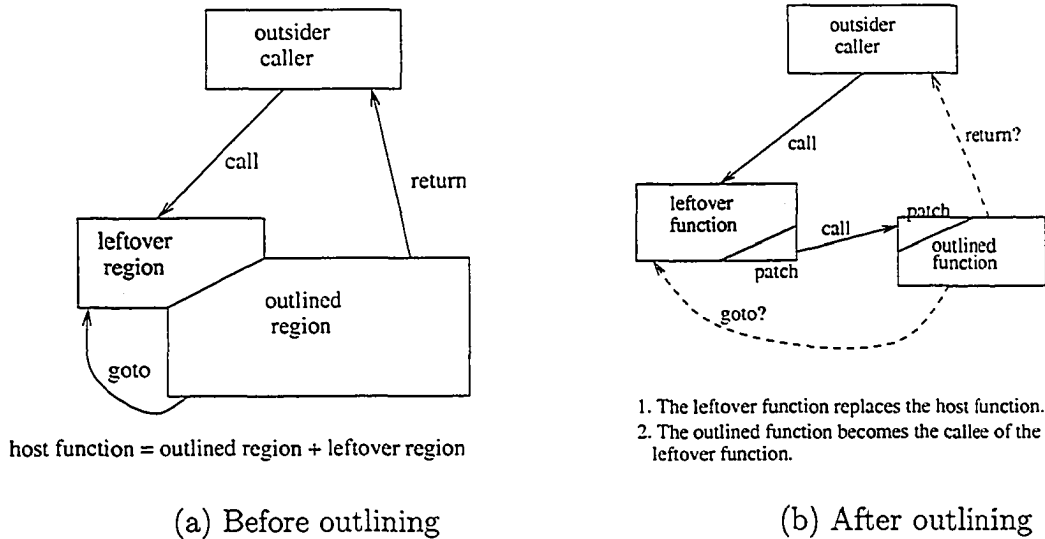 outsider
caller
call
return
leftover
region
outlined
region
goto
host function = outlined region + leftover region
(a) Before outlining
outsider
caller
call
return?
leftover
function
patch
call
patch
outlined
function
goto?
1. The leftover function replaces the host function.
2. The outlined function becomes the callee of the
leftover function.
(b) After outlining